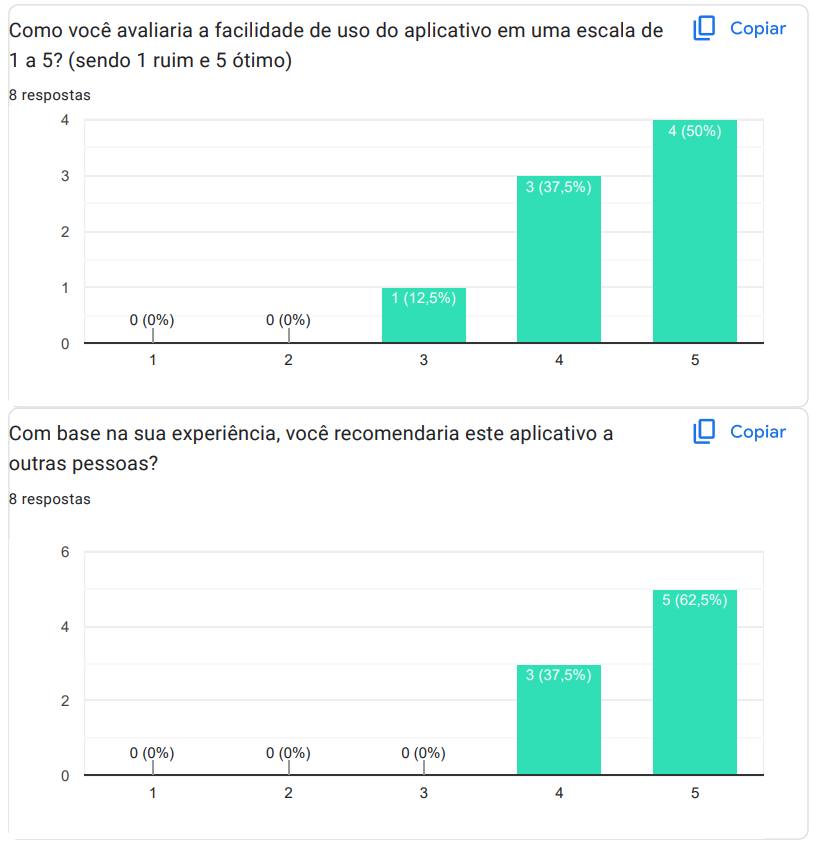 Como você avaliaria a facilidade de uso do aplicativo em uma escala de
1 a 5? (sendo 1 ruim e 5 ótimo)
Copiar
8 respostas
4
3
2
1
0
0 (0%)
0 (0%)
1 (12,5%)
3 (37,5%)
4 (50%)
1 2 3 4 5
Com base na sua experiência, você recomendaria este aplicativo a
outras pessoas?
Copiar
8 respostas
6
4
2
0
0 (0%)
0 (0%)
0 (0%)
3 (37,5%)
5 (62,5%)
1 2 3 4 5